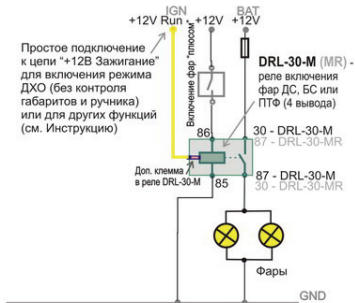 IGN
BAT
+12V Run - +12V +12V
Простое подключение
к цепи “+12В Зажигание”
для включения режима
ДХО (без контроля
габаритов и ручника)
или для других функций
(см. Инструкцию)
Включение фар "плюсом"
DRL-30-M (MR) -
реле включения
фар ДС, БС или
ПТФ (4 вывода)
86
30 - DRL-30-M
87 - DRL-30-MR
Доп. клемма
в реле DRL-30-M
85
87 - DRL-30-M
30 - DRL-30-MR
Фары
GND